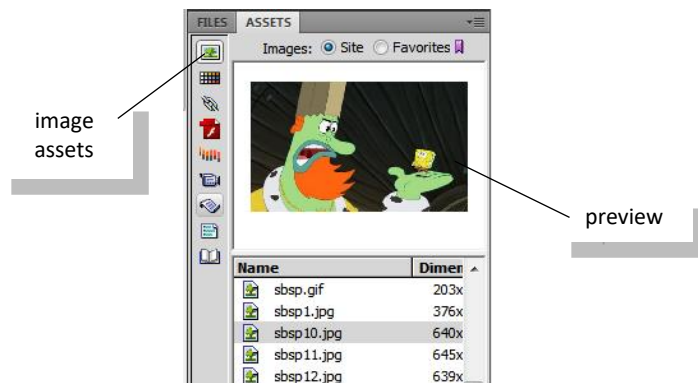 FILES ASSETS
Images: Site Favorites
image
assets
preview
Name Dimen
sbsp.gif 203x
sbsp1.jpg 376x
sbsp10.jpg 640x
sbsp11.jpg 645x
sbsp12.jpg 639x